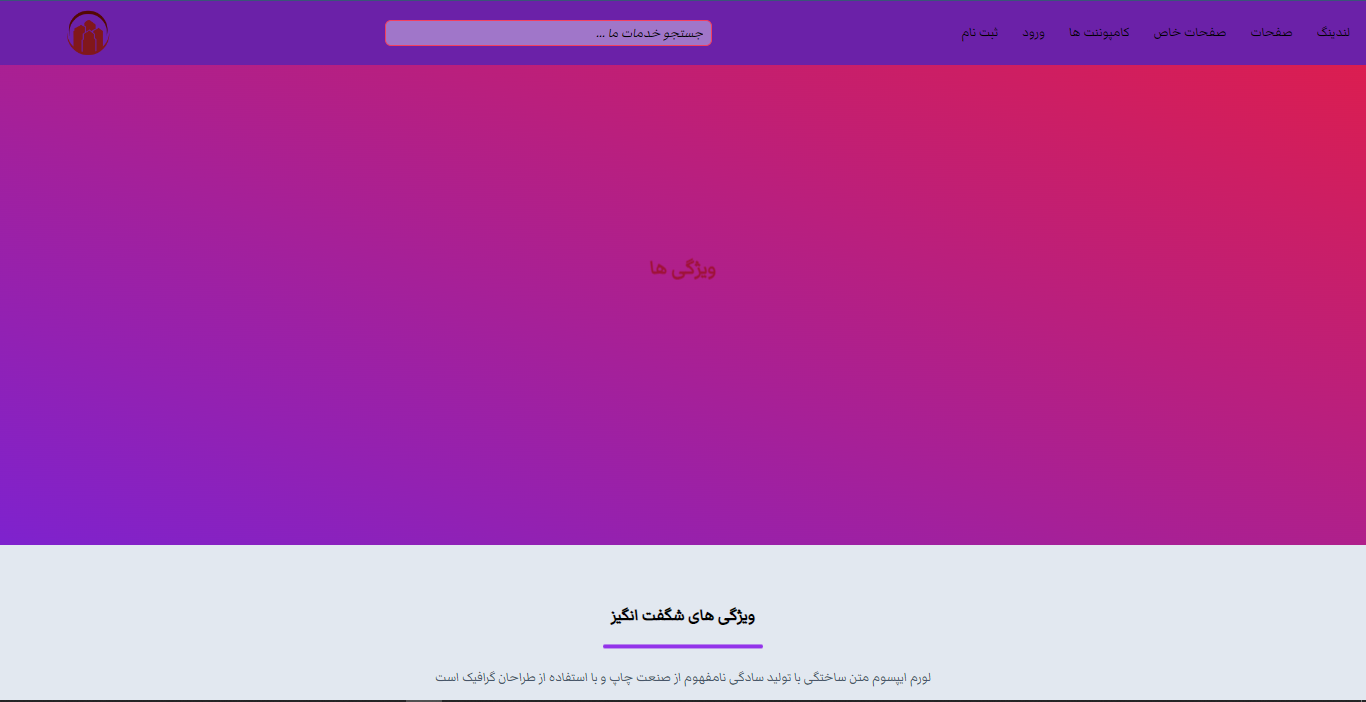 لندینگ صفحات صفحات خاص کامپوننت ها ورود ثبت نام
جستجو خدمات ما ...
ویژگی ها
ویژگی های شگفت انگیز
لورم ایپسوم متن ساختگی با تولید سادگی نامفهوم از صنعت چاپ و با استفاده از طراحان گرافیک است